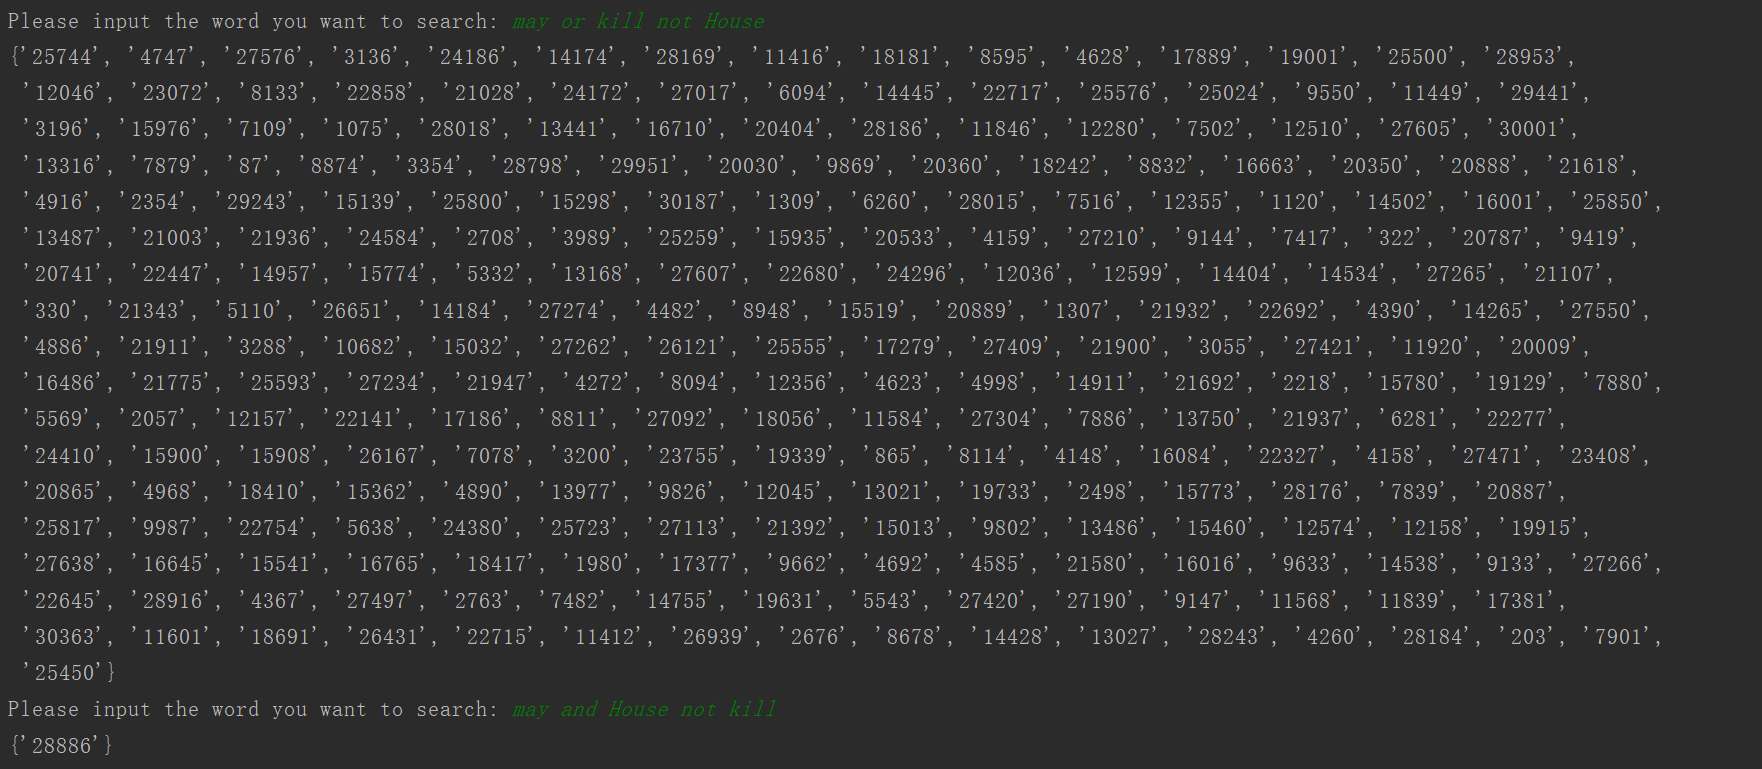 Please input the word you want to search: may or kill not House
{'25744', '4747', '27576', '3136', '24186', '14174', '28169', '11416', '18181', '8595', '4628', '17889', '19001', '25500', '28953',
'12046', '23072', '8133', '22858', '21028', '24172', '27017', '6094', '14445', '22717', '25576', '25024', '9550', '11449', '29441',
'3196', '15976', '7109', '1075', '28018', '13441', '16710', '20404', '28186', '11846', '12280', '7502', '12510', '27605', '30001',
'13316', '7879', '87', '8874', '3354', '28798', '29951', '20030', '9869', '20360', '18242', '8832', '16663', '20350', '20888', '21618',
'4916', '2354', '29243', '15139', '25800', '15298', '30187', '1309', '6260', '28015', '7516', '12355', '1120', '14502', '16001', '25850',
'13487', '21003', '21936', '24584', '2708', '3989', '25259', '15935', '20533', '4159', '27210', '9144', '7417', '322', '20787', '9419',
'20741', '22447', '14957', '15774', '5332', '13168', '27607', '22680', '24296', '12036', '12599', '14404', '14534', '27265', '21107',
'330', '21343', '5110', '26651', '14184', '27274', '4482', '8948', '15519', '20889', '1307', '21932', '22692', '4390', '14265', '27550',
'4886', '21911', '3288', '10682', '15032', '27262', '26121', '25555', '17279', '27409', '21900', '3055', '27421', '11920', '20009',
'16486', '21775', '25593', '27234', '21947', '4272', '8094', '12356', '4623', '4998', '14911', '21692', '2218', '15780', '19129', '7880',
'5569', '2057', '12157', '22141', '17186', '8811', '27092', '18056', '11584', '27304', '7886', '13750', '21937', '6281', '22277',
'24410', '15900', '15908', '26167', '7078', '3200', '23755', '19339', '865', '8114', '4148', '16084', '22327', '4158', '27471', '23408',
'20865', '4968', '18410', '15362', '4890', '13977', '9826', '12045', '13021', '19733', '2498', '15773', '28176', '7839', '20887',
'25817', '9987', '22754', '5638', '24380', '25723', '27113', '21392', '15013', '9802', '13486', '15460', '12574', '12158', '19915',
'27638', '16645', '15541', '16765', '18417', '1980', '17377', '9662', '4692', '4585', '21580', '16016', '9633', '14538', '9133', '27266',
'22645', '28916', '4367', '27497', '2763', '7482', '14755', '19631', '5543', '27420', '27190', '9147', '11568', '11839', '17381',
'30363', '11601', '18691', '26431', '22715', '11412', '26939', '2676', '8678', '14428', '13027', '28243', '4260', '28184', '203', '7901',
'25450'}
Please input the word you want to search: may and House not kill
{'28886'}